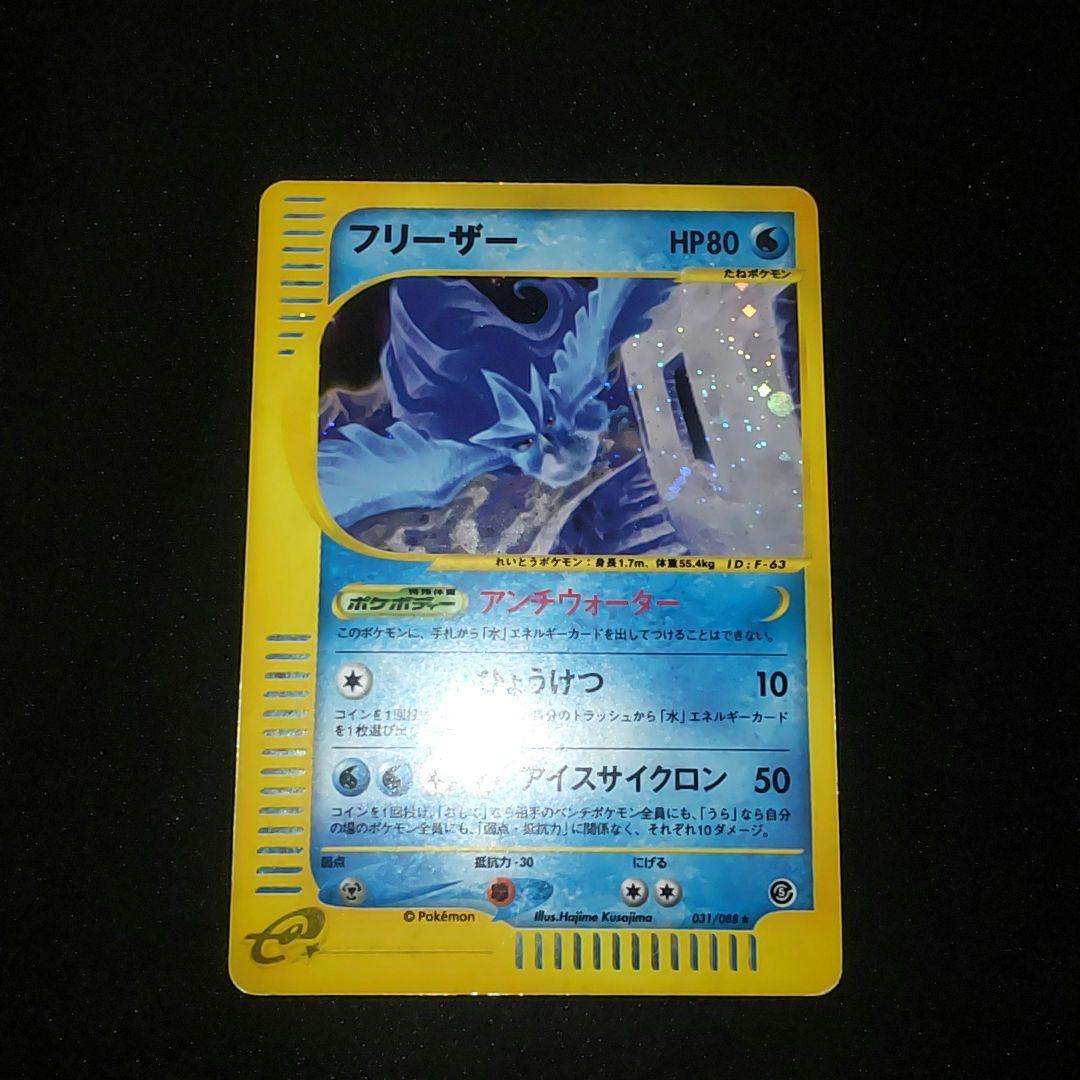 フリーザー HP80
たねポケモン
れいとうポケモン：身長1.7m、体重55.4kg ID:F-63
特殊体質
ポケボディー アンチウォーター
このポケモンに、手札から「水」エネルギーカードを出してつけることはできない。
ひょうけつ 10
コインを1回投げ 自分のトラッシュから「水」エネルギーカード
を1枚選び出し
アイスサイクロン 50
コインを1回投げ、「おもて」なら相手のベンチポケモン全員にも、「うら」なら自分
の場のポケモン全員にも、「弱点・抵抗力」に関係なく、それぞれ10ダメージ。
弱点 抵抗力-30 にげる
5
©Pokémon Illus.Hajime Kusajima 031/088★
e